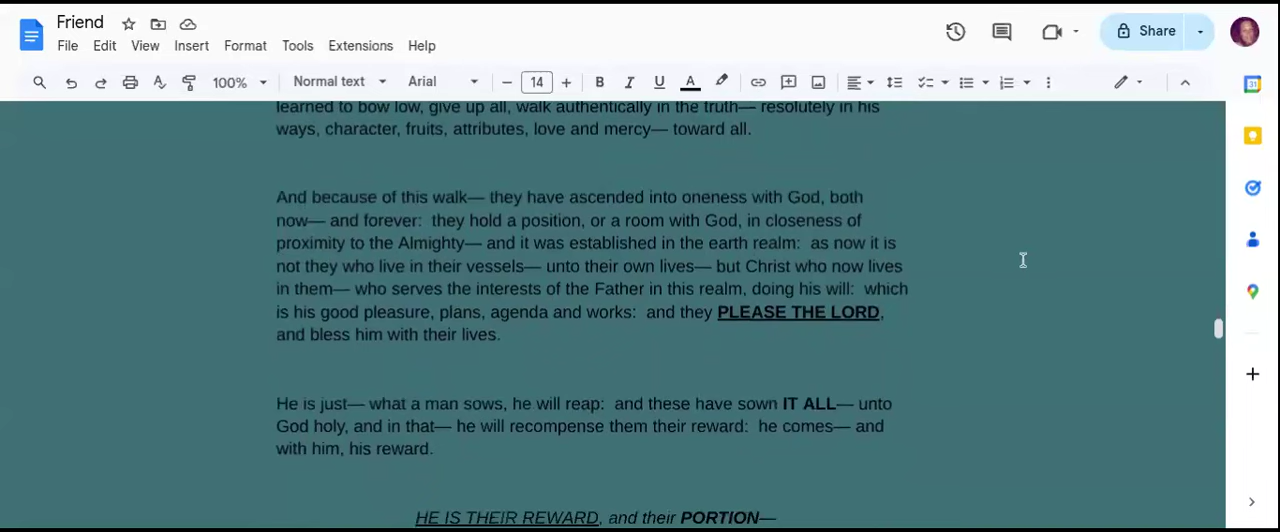 Friend
File Edit View Insert Format Tools Extensions Help
Share
100% Normal text Arial 14 B I U A
learned to bow low, give up all, walk authentically in the truth— resolutely in his
ways, character, fruits, attributes, love and mercy— toward all.
And because of this walk— they have ascended into oneness with God, both
now— and forever:  they hold a position, or a room with God, in closeness of
proximity to the Almighty— and it was established in the earth realm:  as now it is
not they who live in their vessels— unto their own lives— but Christ who now lives
in them— who serves the interests of the Father in this realm, doing his will:  which
is his good pleasure, plans, agenda and works:  and they PLEASE THE LORD,
and bless him with their lives.
He is just— what a man sows, he will reap:  and these have sown IT ALL— unto
God holy, and in that— he will recompense them their reward:  he comes— and
with him, his reward.
HE IS THEIR REWARD, and their PORTION—